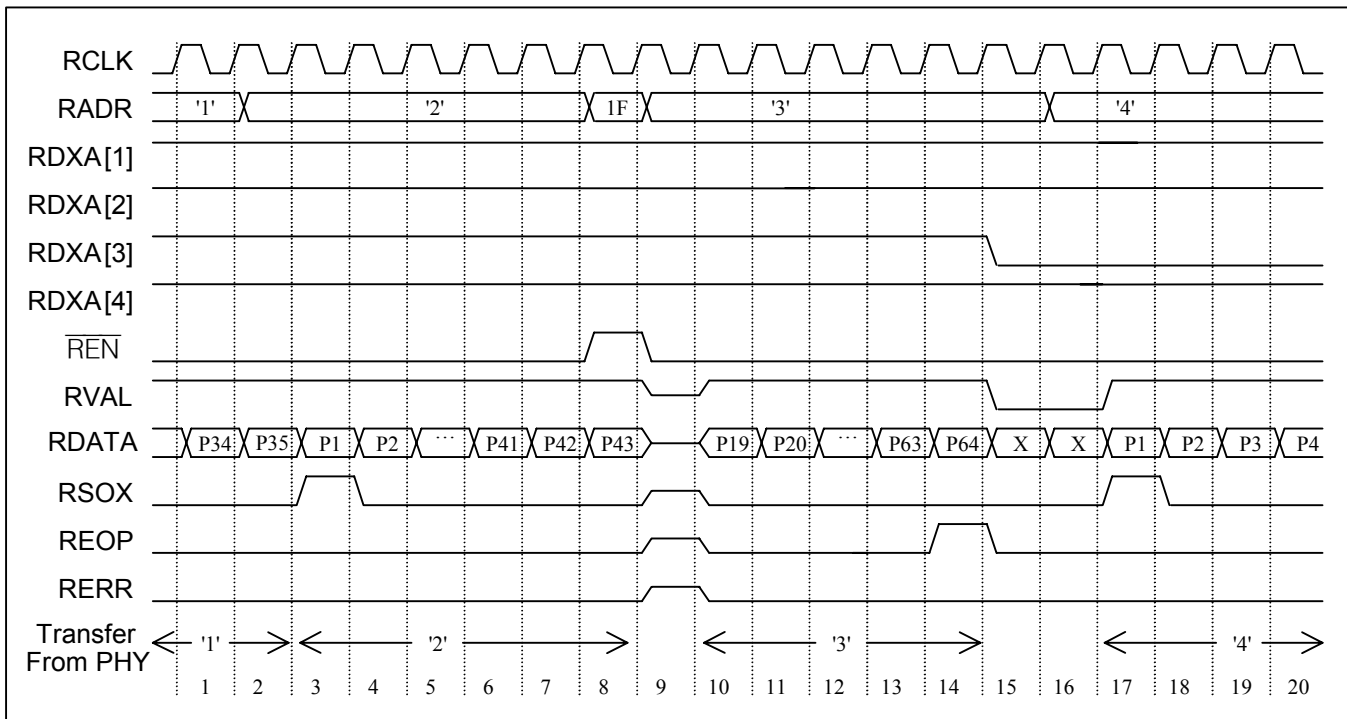 RCLK
RADR '1' '2' 1F '3' '4'
RDXA[1]
RDXA[2]
RDXA[3]
RDXA[4]
REN
RVAL
RDATA P34 P35 P1 P2 ... P41 P42 P43 P19 P20 ... P63 P64 X X P1 P2 P3 P4
RSOX
REOP
RERR
Transfer From PHY '1' '2' '3' '4'
1 2 3 4 5 6 7 8 9 10 11 12 13 14 15 16 17 18 19 20